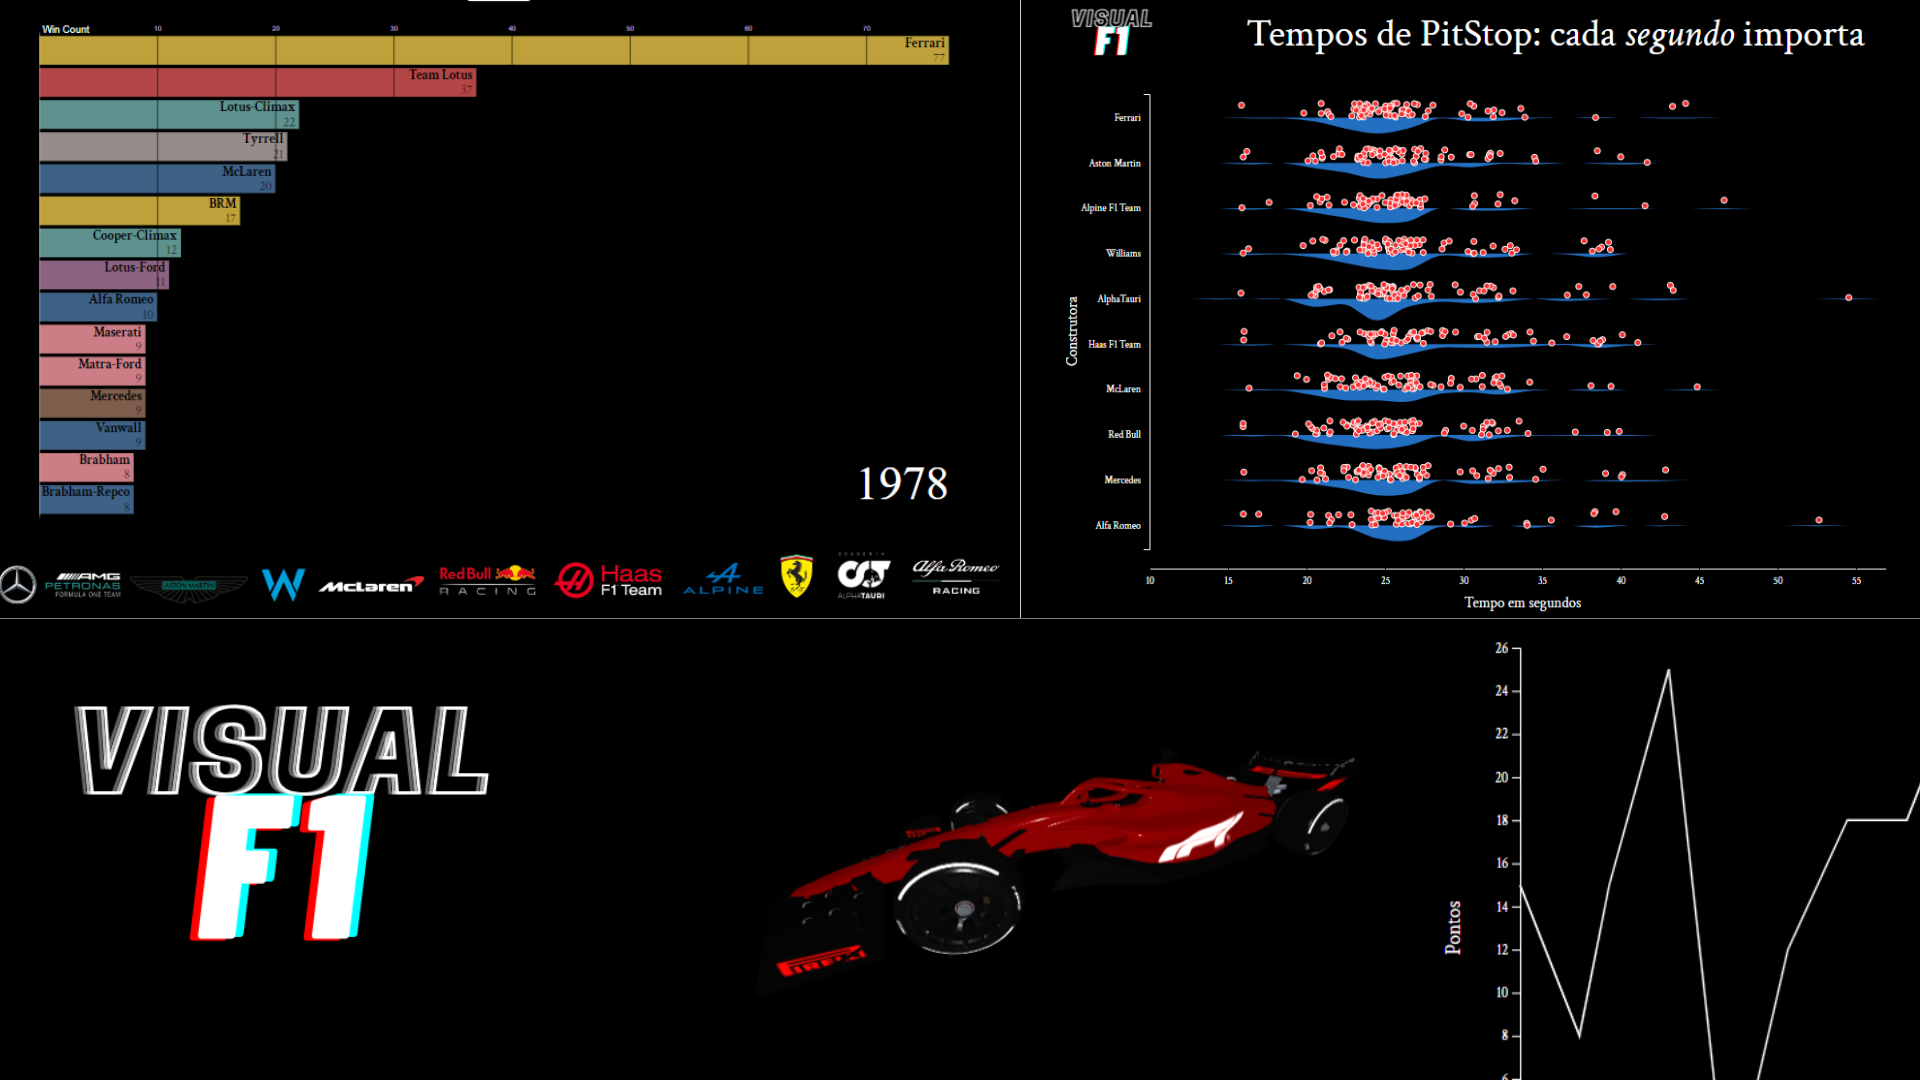 Win Count
10 20 30 40 50 60 70
Ferrari
77
Team Lotus
37
Lotus-Climax
22
Tyrrell
21
McLaren
20
BRM
17
Cooper-Climax
12
Lotus-Ford
11
Alfa Romeo
10
Maserati
9
Matra-Ford
9
Mercedes
9
Vanwall
9
Brabham
8
Brabham-Repco
8
1978
AMG
PETRONAS
FORMULA ONE TEAM
ASTON MARTIN
W
McLaren
Red Bull
RACING
Haas
F1 Team
ALPINE
SCUDERIA
ALPHATAURI
Alfa Romeo
RACING
VISUAL
F1
Tempos de PitStop: cada segundo importa
Construtora
Ferrari
Aston Martin
Alpine F1 Team
Williams
AlphaTauri
Haas F1 Team
McLaren
Red Bull
Mercedes
Alfa Romeo
10 15 20 25 30 35 40 45 50 55
Tempo em segundos
VISUAL
F1
PIRELLI
Pontos
26
24
22
20
18
16
14
12
10
8
6